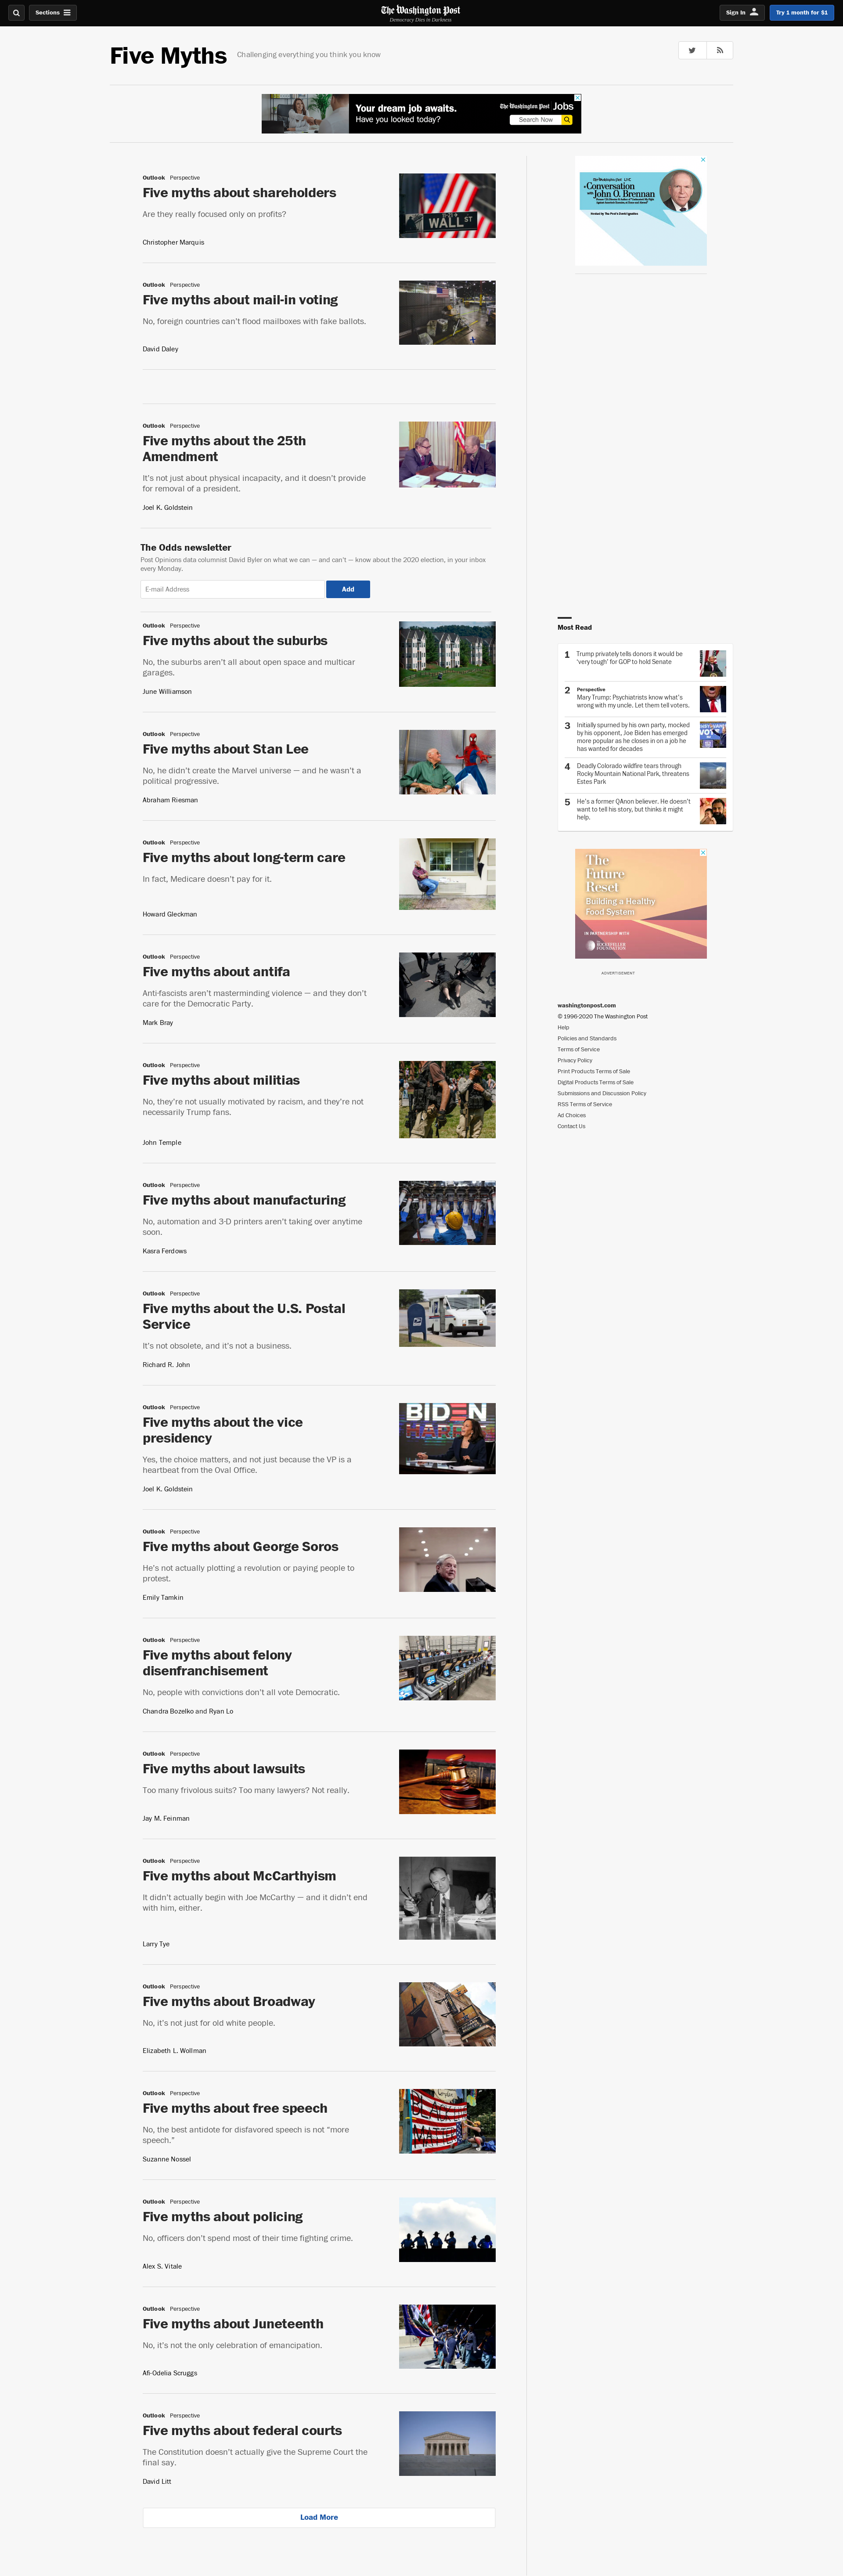 Sections
The Washington Post
Democracy Dies in Darkness
Sign In
Try 1 month for $1
Five Myths
Challenging everything you think you know
Your dream job awaits.
Have you looked today?
The Washington Post Jobs
Search Now
Outlook Perspective
Five myths about shareholders
Are they really focused only on profits?
Christopher Marquis
WALL ST
Outlook Perspective
Five myths about mail-in voting
No, foreign countries can't flood mailboxes with fake ballots.
David Daley
Outlook Perspective
Five myths about the 25th
Amendment
It's not just about physical incapacity, and it doesn't provide
for removal of a president.
Joel K. Goldstein
The Odds newsletter
Post Opinions data columnist David Byler on what we can — and can't — know about the 2020 election, in your inbox
every Monday.
E-mail Address
Add
Outlook Perspective
Five myths about the suburbs
No, the suburbs aren't all about open space and multicar
garages.
June Williamson
Outlook Perspective
Five myths about Stan Lee
No, he didn't create the Marvel universe — and he wasn't a
political progressive.
Abraham Riesman
Outlook Perspective
Five myths about long-term care
In fact, Medicare doesn't pay for it.
Howard Gleckman
Outlook Perspective
Five myths about antifa
Anti-fascists aren't masterminding violence — and they don't
care for the Democratic Party.
Mark Bray
Outlook Perspective
Five myths about militias
No, they're not usually motivated by racism, and they're not
necessarily Trump fans.
John Temple
Outlook Perspective
Five myths about manufacturing
No, automation and 3-D printers aren't taking over anytime
soon.
Kasra Ferdows
Outlook Perspective
Five myths about the U.S. Postal
Service
It's not obsolete, and it's not a business.
Richard R. John
Outlook Perspective
Five myths about the vice
presidency
Yes, the choice matters, and not just because the VP is a
heartbeat from the Oval Office.
Joel K. Goldstein
BIDEN
HARRIS
Outlook Perspective
Five myths about George Soros
He's not actually plotting a revolution or paying people to
protest.
Emily Tamkin
Outlook Perspective
Five myths about felony
disenfranchisement
No, people with convictions don't all vote Democratic.
Chandra Bozelko and Ryan Lo
Outlook Perspective
Five myths about lawsuits
Too many frivolous suits? Too many lawyers? Not really.
Jay M. Feinman
Outlook Perspective
Five myths about McCarthyism
It didn't actually begin with Joe McCarthy — and it didn't end
with him, either.
Larry Tye
Outlook Perspective
Five myths about Broadway
No, it's not just for old white people.
Elizabeth L. Wollman
Outlook Perspective
Five myths about free speech
No, the best antidote for disfavored speech is not "more
speech."
Suzanne Nossel
Outlook Perspective
Five myths about policing
No, officers don't spend most of their time fighting crime.
Alex S. Vitale
Outlook Perspective
Five myths about Juneteenth
No, it's not the only celebration of emancipation.
Afi-Odelia Scruggs
Outlook Perspective
Five myths about federal courts
The Constitution doesn't actually give the Supreme Court the
final say.
David Litt
Load More
The Washington Post LIVE
a Conversation
with John O. Brennan
Hosted by The Post's David Ignatius
Most Read
1 Trump privately tells donors it would be
'very tough' for GOP to hold Senate
2 Perspective
Mary Trump: Psychiatrists know what's
wrong with my uncle. Let them tell voters.
3 Initially spurned by his own party, mocked
by his opponent, Joe Biden has emerged
more popular as he closes in on a job he
has wanted for decades
4 Deadly Colorado wildfire tears through
Rocky Mountain National Park, threatens
Estes Park
5 He's a former QAnon believer. He doesn't
want to tell his story, but thinks it might
help.
The
Future
Reset
Building a Healthy
Food System
IN PARTNERSHIP WITH
ROCKEFELLER
FOUNDATION
ADVERTISEMENT
washingtonpost.com
© 1996-2020 The Washington Post
Help
Policies and Standards
Terms of Service
Privacy Policy
Print Products Terms of Sale
Digital Products Terms of Sale
Submissions and Discussion Policy
RSS Terms of Service
Ad Choices
Contact Us